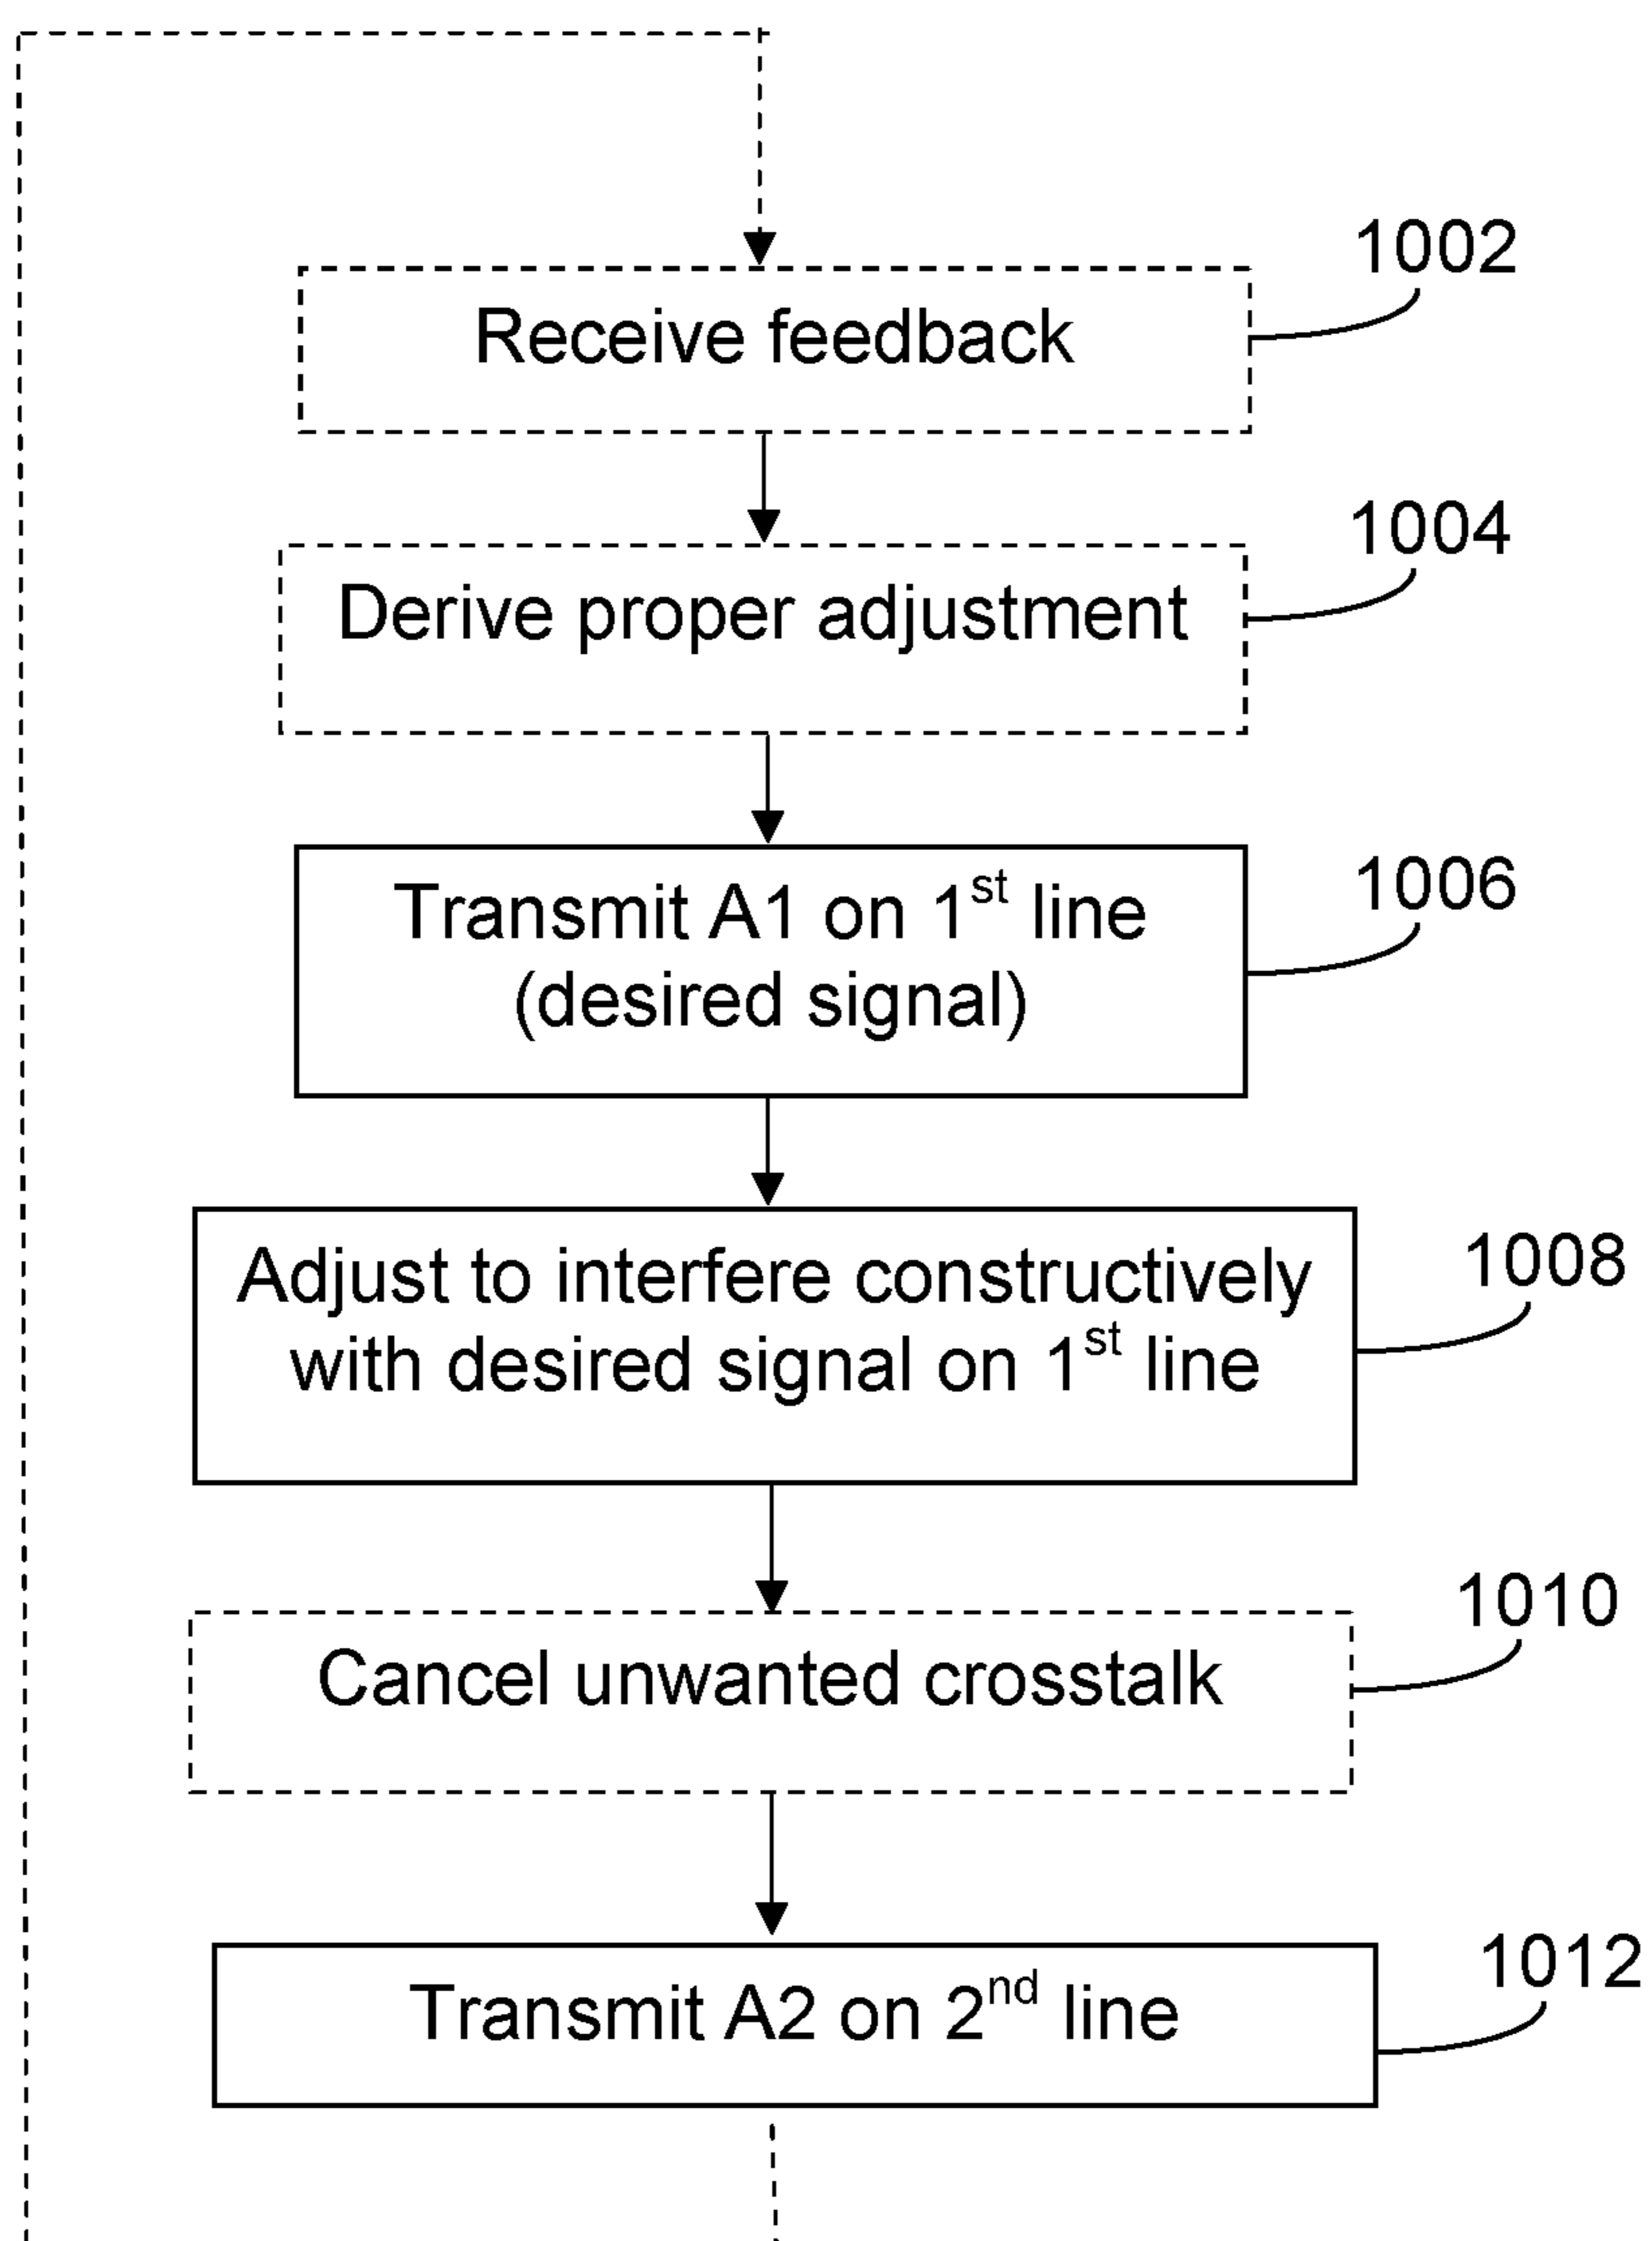 1002
Receive feedback
1004
Derive proper adjustment
1006
Transmit A1 on 1st line
(desired signal)
1008
Adjust to interfere constructively
with desired signal on 1st line
1010
Cancel unwanted crosstalk
1012
Transmit A2 on 2nd line